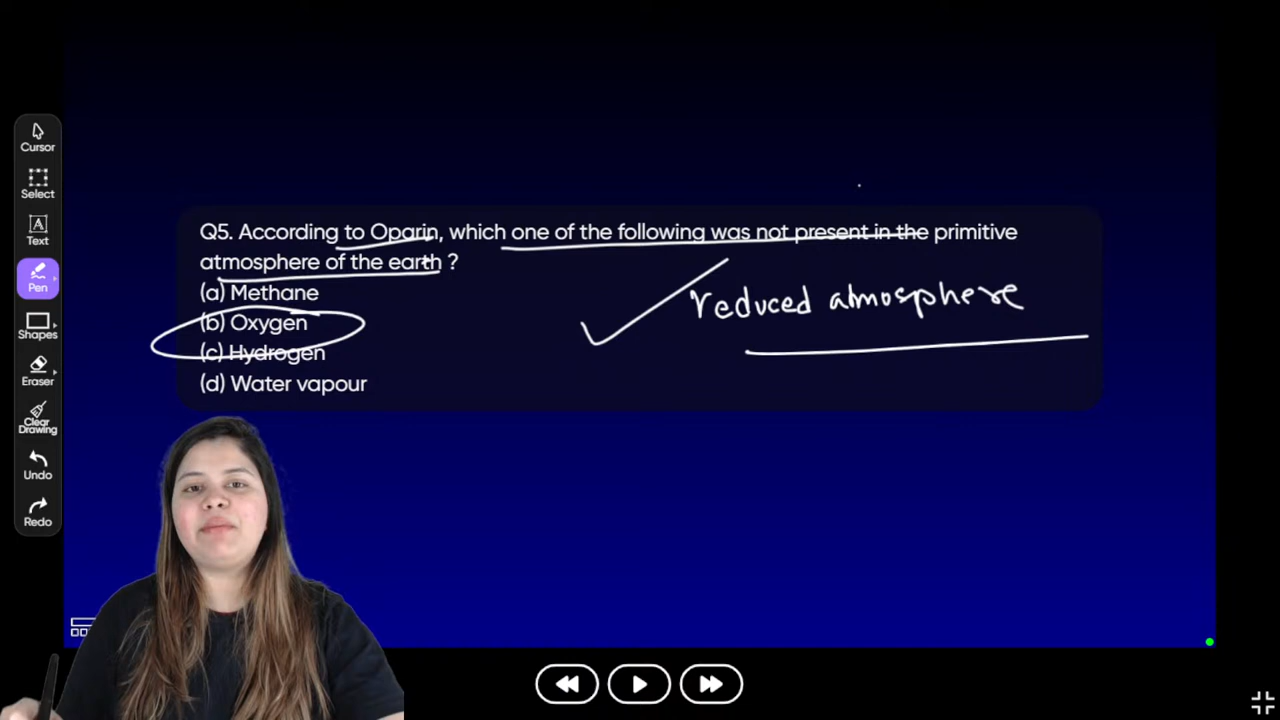 Cursor
Select
Text
Pen
Shapes
Eraser
Clear
Drawing
Undo
Redo
Q5. According to Oparin, which one of the following was not present in the primitive
atmosphere of the earth ?
(a) Methane
(b) Oxygen
(c) Hydrogen
(d) Water vapour
reduced atmosphere